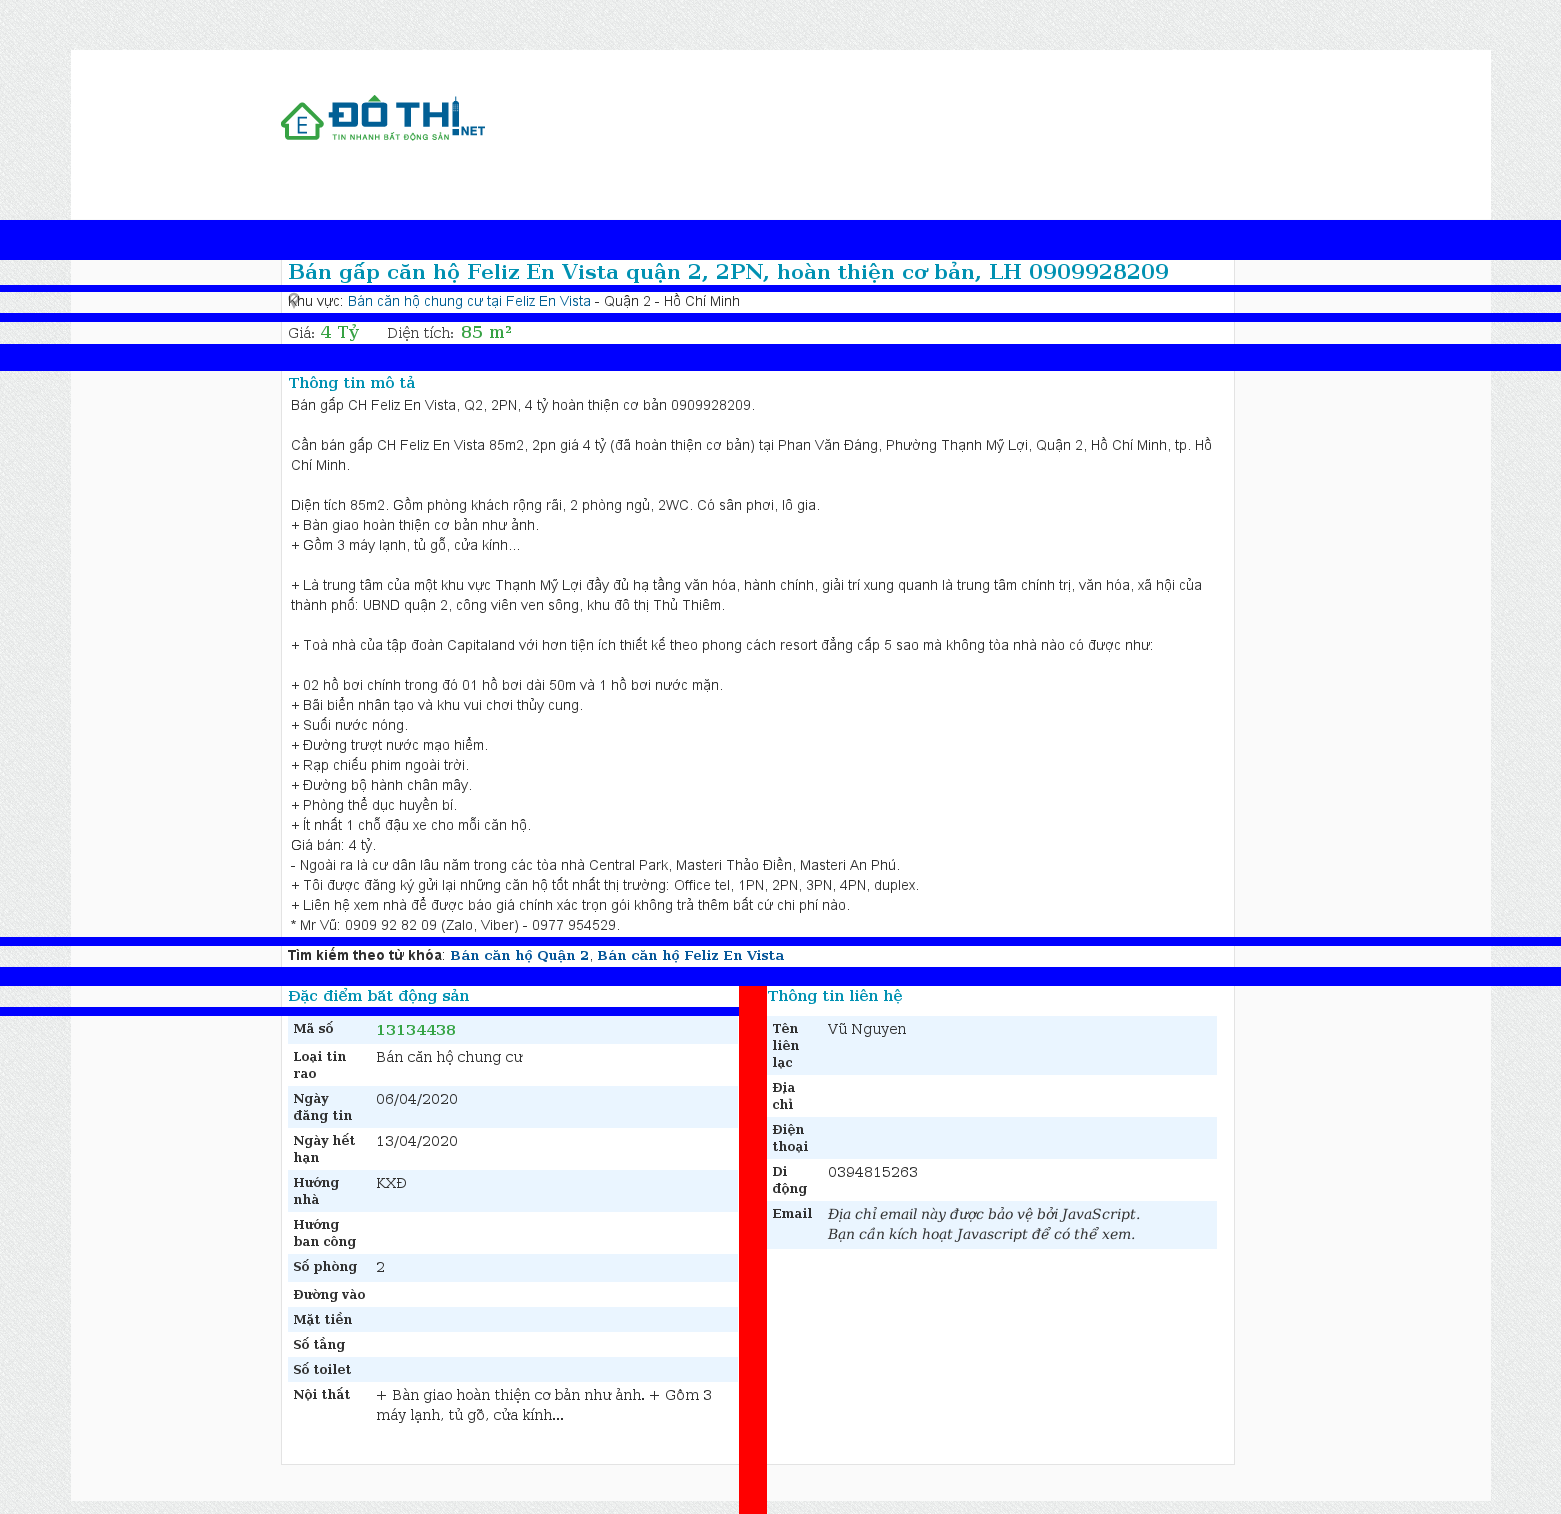 E ĐÔ THỊ.NET
TIN NHANH BẤT ĐỘNG SẢN
Bán gấp căn hộ Feliz En Vista quận 2, 2PN, hoàn thiện cơ bản, LH 0909928209
Khu vực: Bán căn hộ chung cư tại Feliz En Vista - Quận 2 - Hồ Chí Minh
Giá: 4 Tỷ Diện tích: 85 m²
Thông tin mô tả
Bán gấp CH Feliz En Vista, Q2, 2PN, 4 tỷ hoàn thiện cơ bản 0909928209.
Cần bán gấp CH Feliz En Vista 85m2, 2pn giá 4 tỷ (đã hoàn thiện cơ bản) tại Phan Văn Đáng, Phường Thạnh Mỹ Lợi, Quận 2, Hồ Chí Minh, tp. Hồ
Chí Minh.
Diện tích 85m2. Gồm phòng khách rộng rãi, 2 phòng ngủ, 2WC. Có sân phơi, lô gia.
+ Bàn giao hoàn thiện cơ bản như ảnh.
+ Gồm 3 máy lạnh, tủ gỗ, cửa kính...
+ Là trung tâm của một khu vực Thạnh Mỹ Lợi đầy đủ hạ tầng văn hóa, hành chính, giải trí xung quanh là trung tâm chính trị, văn hóa, xã hội của
thành phố: UBND quận 2, công viên ven sông, khu đô thị Thủ Thiêm.
+ Toà nhà của tập đoàn Capitaland với hơn tiện ích thiết kế theo phong cách resort đẳng cấp 5 sao mà không tòa nhà nào có được như:
+ 02 hồ bơi chính trong đó 01 hồ bơi dài 50m và 1 hồ bơi nước mặn.
+ Bãi biển nhân tạo và khu vui chơi thủy cung.
+ Suối nước nóng.
+ Đường trượt nước mạo hiểm.
+ Rạp chiếu phim ngoài trời.
+ Đường bộ hành chân mây.
+ Phòng thể dục huyền bí.
+ Ít nhất 1 chỗ đậu xe cho mỗi căn hộ.
Giá bán: 4 tỷ.
- Ngoài ra là cư dân lâu năm trong các tòa nhà Central Park, Masteri Thảo Điền, Masteri An Phú.
+ Tôi được đăng ký gửi lại những căn hộ tốt nhất thị trường: Office tel, 1PN, 2PN, 3PN, 4PN, duplex.
+ Liên hệ xem nhà để được báo giá chính xác trọn gói không trả thêm bất cứ chi phí nào.
* Mr Vũ: 0909 92 82 09 (Zalo, Viber) - 0977 954529.
Tìm kiếm theo từ khóa: Bán căn hộ Quận 2, Bán căn hộ Feliz En Vista
Đặc điểm bất động sản
Mã số 13134438
Loại tin
rao
Bán căn hộ chung cư
Ngày
đăng tin
06/04/2020
Ngày hết
hạn
13/04/2020
Hướng
nhà
KXĐ
Hướng
ban công
Số phòng 2
Đường vào
Mặt tiền
Số tầng
Số toilet
Nội thất + Bàn giao hoàn thiện cơ bản như ảnh. + Gồm 3
máy lạnh, tủ gỗ, cửa kính...
Thông tin liên hệ
Tên
liên
lạc
Vũ Nguyen
Địa
chỉ
Điện
thoại
Di
động
0394815263
Email Địa chỉ email này được bảo vệ bởi JavaScript.
Bạn cần kích hoạt Javascript để có thể xem.